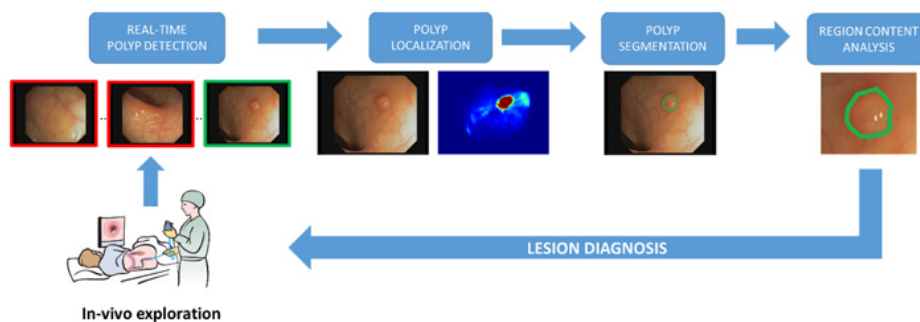 REAL-TIME
POLYP DETECTION
POLYP
LOCALIZATION
POLYP
SEGMENTATION
REGION CONTENT
ANALYSIS
LESION DIAGNOSIS
In-vivo exploration